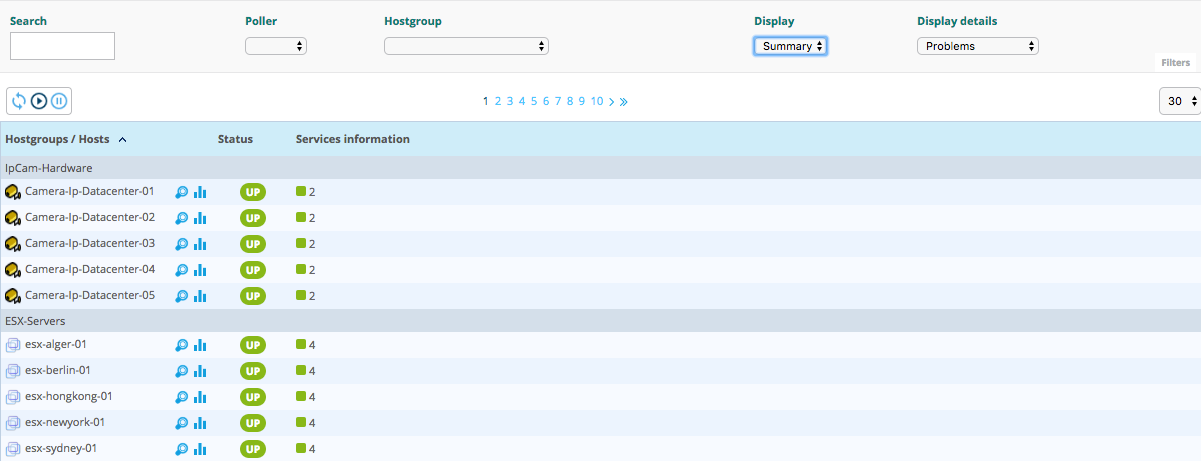 Search Poller Hostgroup Display Display details
Summary Problems
Filters
1 2 3 4 5 6 7 8 9 10 30
Hostgroups / Hosts Status Services information
IpCam-Hardware
Camera-Ip-Datacenter-01 UP 2
Camera-Ip-Datacenter-02 UP 2
Camera-Ip-Datacenter-03 UP 2
Camera-Ip-Datacenter-04 UP 2
Camera-Ip-Datacenter-05 UP 2
ESX-Servers
esx-alger-01 UP 4
esx-berlin-01 UP 4
esx-hongkong-01 UP 4
esx-newyork-01 UP 4
esx-sydney-01 UP 4